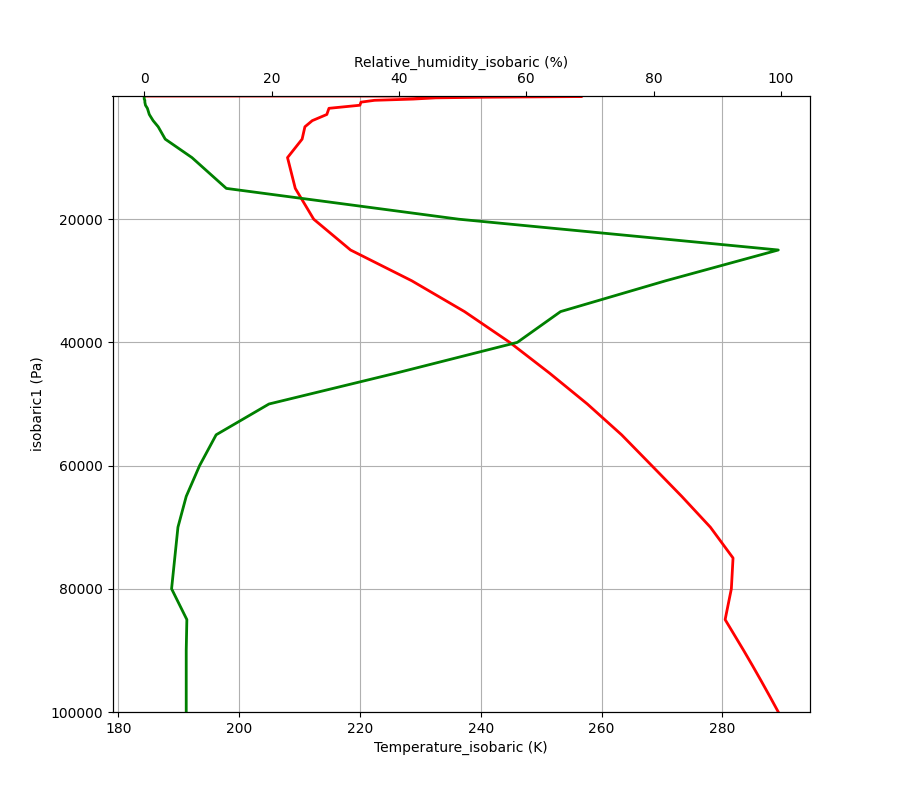 Relative_humidity_isobaric (%)
0 20 40 60 80 100
isobaric1 (Pa)
20000
40000
60000
80000
100000
180 200 220 240 260 280
Temperature_isobaric (K)